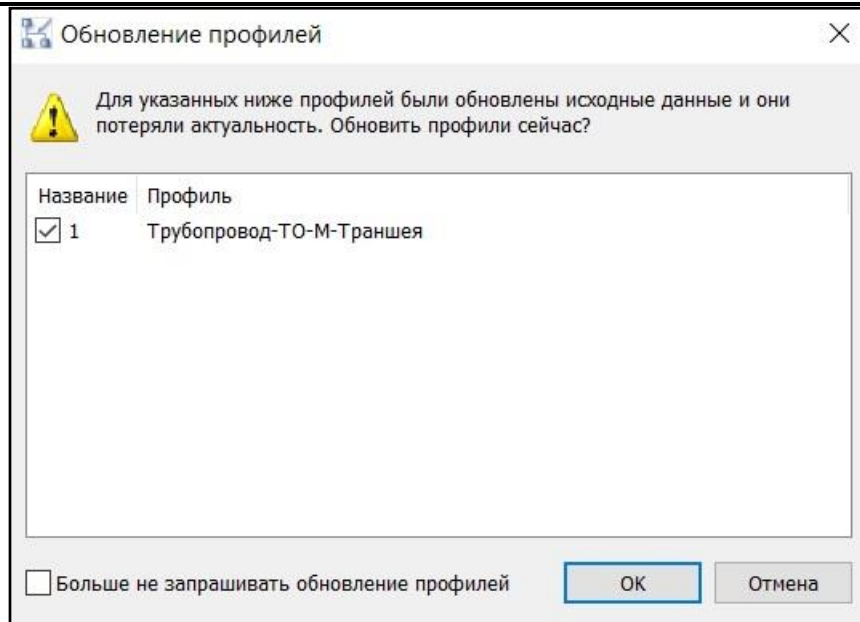 Обновление профилей
Для указанных ниже профилей были обновлены исходные данные и они
потеряли актуальность. Обновить профили сейчас?
Название Профиль
1 Трубопровод-ТО-М-Траншея
Больше не запрашивать обновление профилей
ОК Отмена